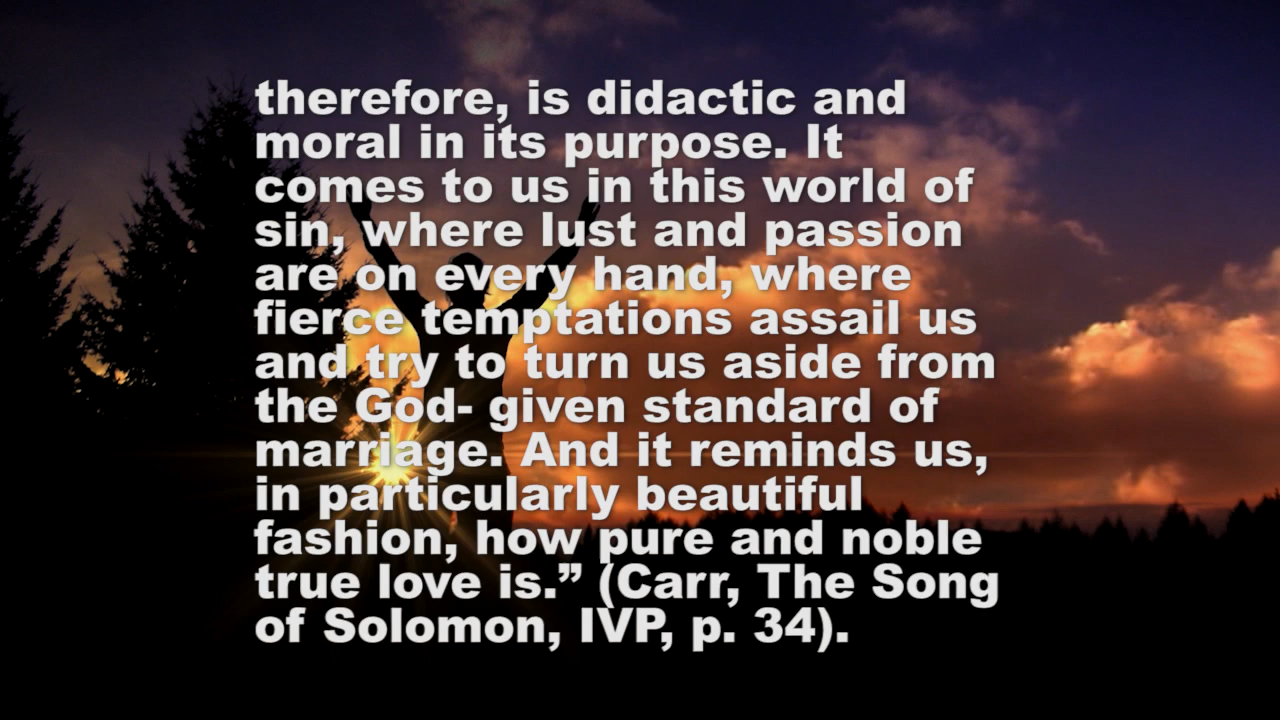 therefore, is didactic and
moral in its purpose. It
comes to us in this world of
sin, where lust and passion
are on every hand, where
fierce temptations assail us
and try to turn us aside from
the God- given standard of
marriage. And it reminds us,
in particularly beautiful
fashion, how pure and noble
true love is.” (Carr, The Song
of Solomon, IVP, p. 34).